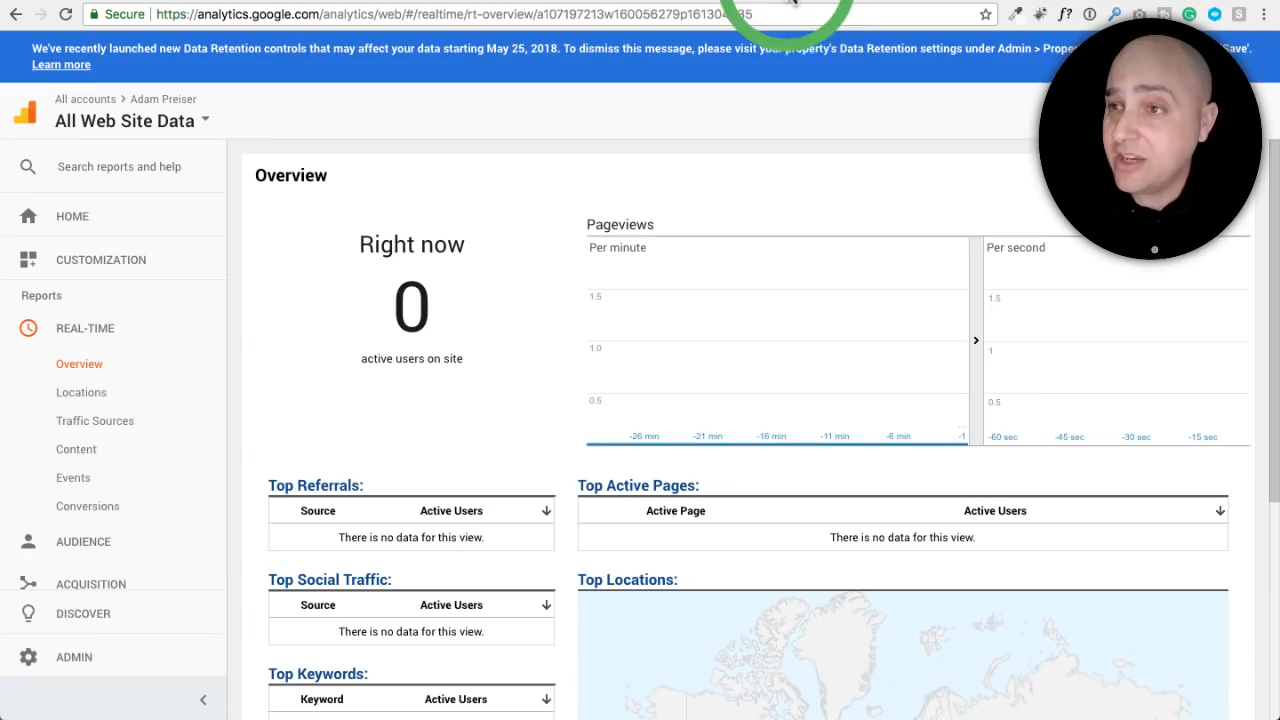 Secure
https://analytics.google.com/analytics/web/#/realtime/rt-overview/a107197213w160056279p161304
35
We've recently launched new Data Retention controls that may affect your data starting May 25, 2018. To dismiss this message, please visit your property's Data Retention settings under Admin > Prope
Save'.
Learn more
All accounts > Adam Preiser
All Web Site Data
Search reports and help
HOME
CUSTOMIZATION
Reports
REAL-TIME
Overview
Locations
Traffic Sources
Content
Events
Conversions
AUDIENCE
ACQUISITION
DISCOVER
ADMIN
Overview
Right now
0
active users on site
Pageviews
Per minute
1.5
1.0
0.5
-26 min -21 min -16 min -11 min -6 min -1
Per second
1.5
1
0.5
-60 sec -45 sec -30 sec -15 sec
Top Referrals:
Source Active Users
There is no data for this view.
Top Active Pages:
Active Page Active Users
There is no data for this view.
Top Social Traffic:
Source Active Users
There is no data for this view.
Top Locations:
Top Keywords:
Keyword Active Users